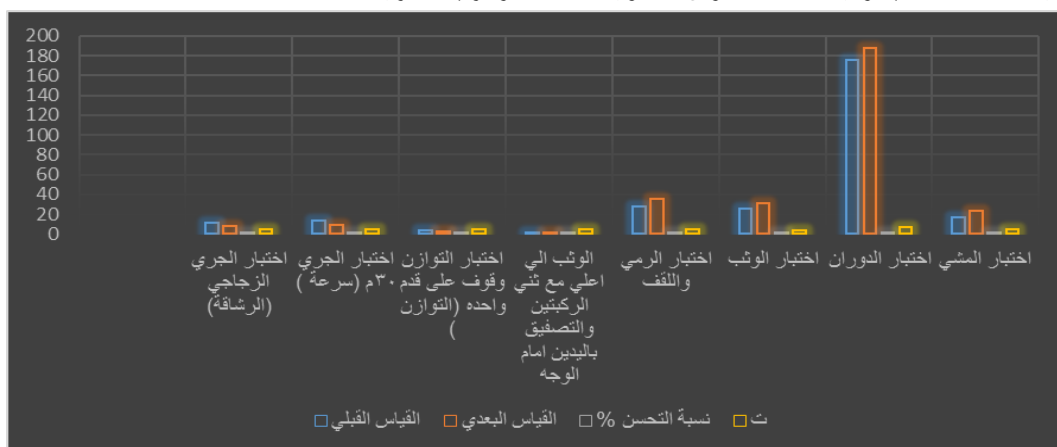 200
180
160
140
120
100
80
60
40
20
0
اختبار المشي
اختبار الدوران
اختبار الوثب
اختبار الرمي
واللقف
الوثب الي
اعلي مع ثني
الركبتين
والتصفيق
باليدين امام
الوجه
اختبار التوازن
وقوف على قدم
واحده (التوازن
)
اختبار الجري
٣٠م (سرعة )
اختبار الجري
الزجاجي
(الرشاقة)
القياس القبلي
القياس البعدي
نسبة التحسن %
ت